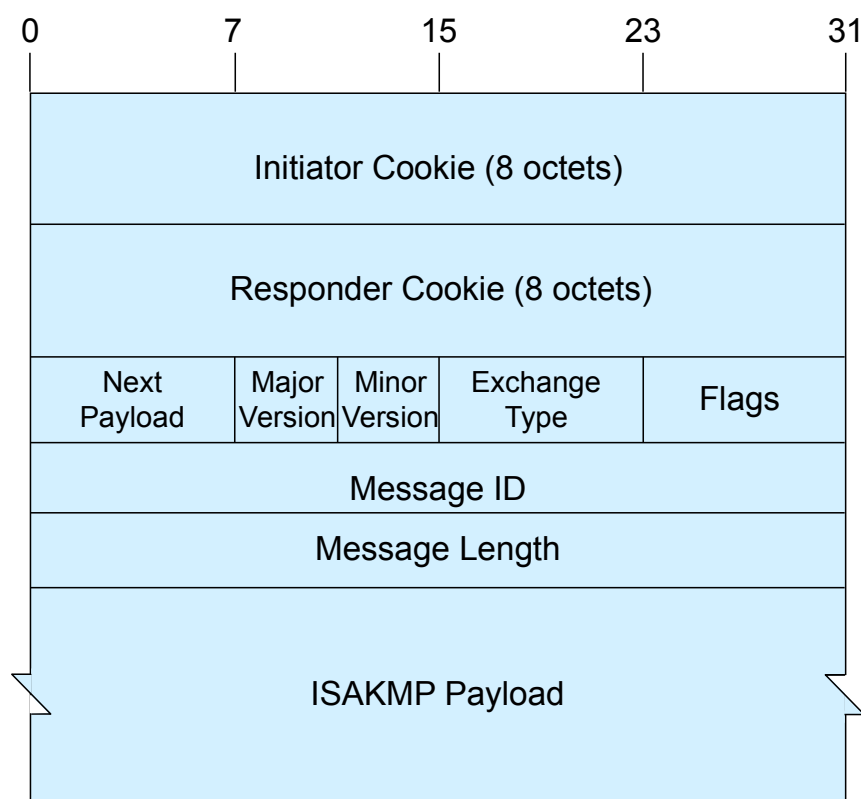 0 7 15 23 31
Initiator Cookie (8 octets)
Responder Cookie (8 octets)
Next
Payload
Major
Version
Minor
Version
Exchange
Type
Flags
Message ID
Message Length
ISAKMP Payload